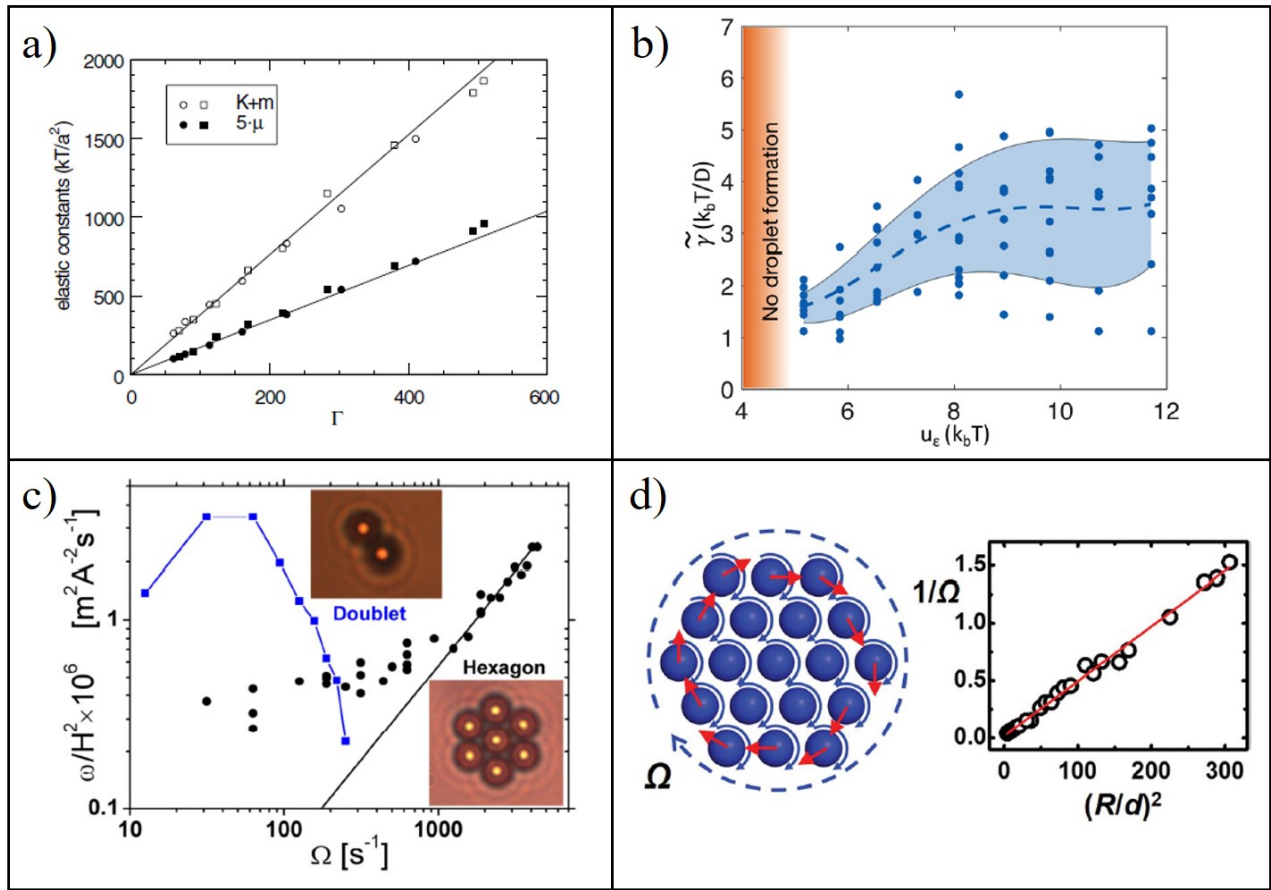 a)
2000
1500
1000
500
0
elastic constants (kT/a²)
K+m
5·μ
0
200
400
600
Γ
b)
7
6
5
4
3
2
1
0
γ̃ (k_bT/D)
No droplet formation
4
6
8
10
12
u_ε (k_bT)
c)
ω/H² × 10⁶ [m²A⁻²s⁻¹]
1
0.1
Doublet
Hexagon
10
100
1000
Ω [s⁻¹]
d)
Ω
1/Ω
1.5
1.0
0.5
0.0
0
100
200
300
(R/d)²